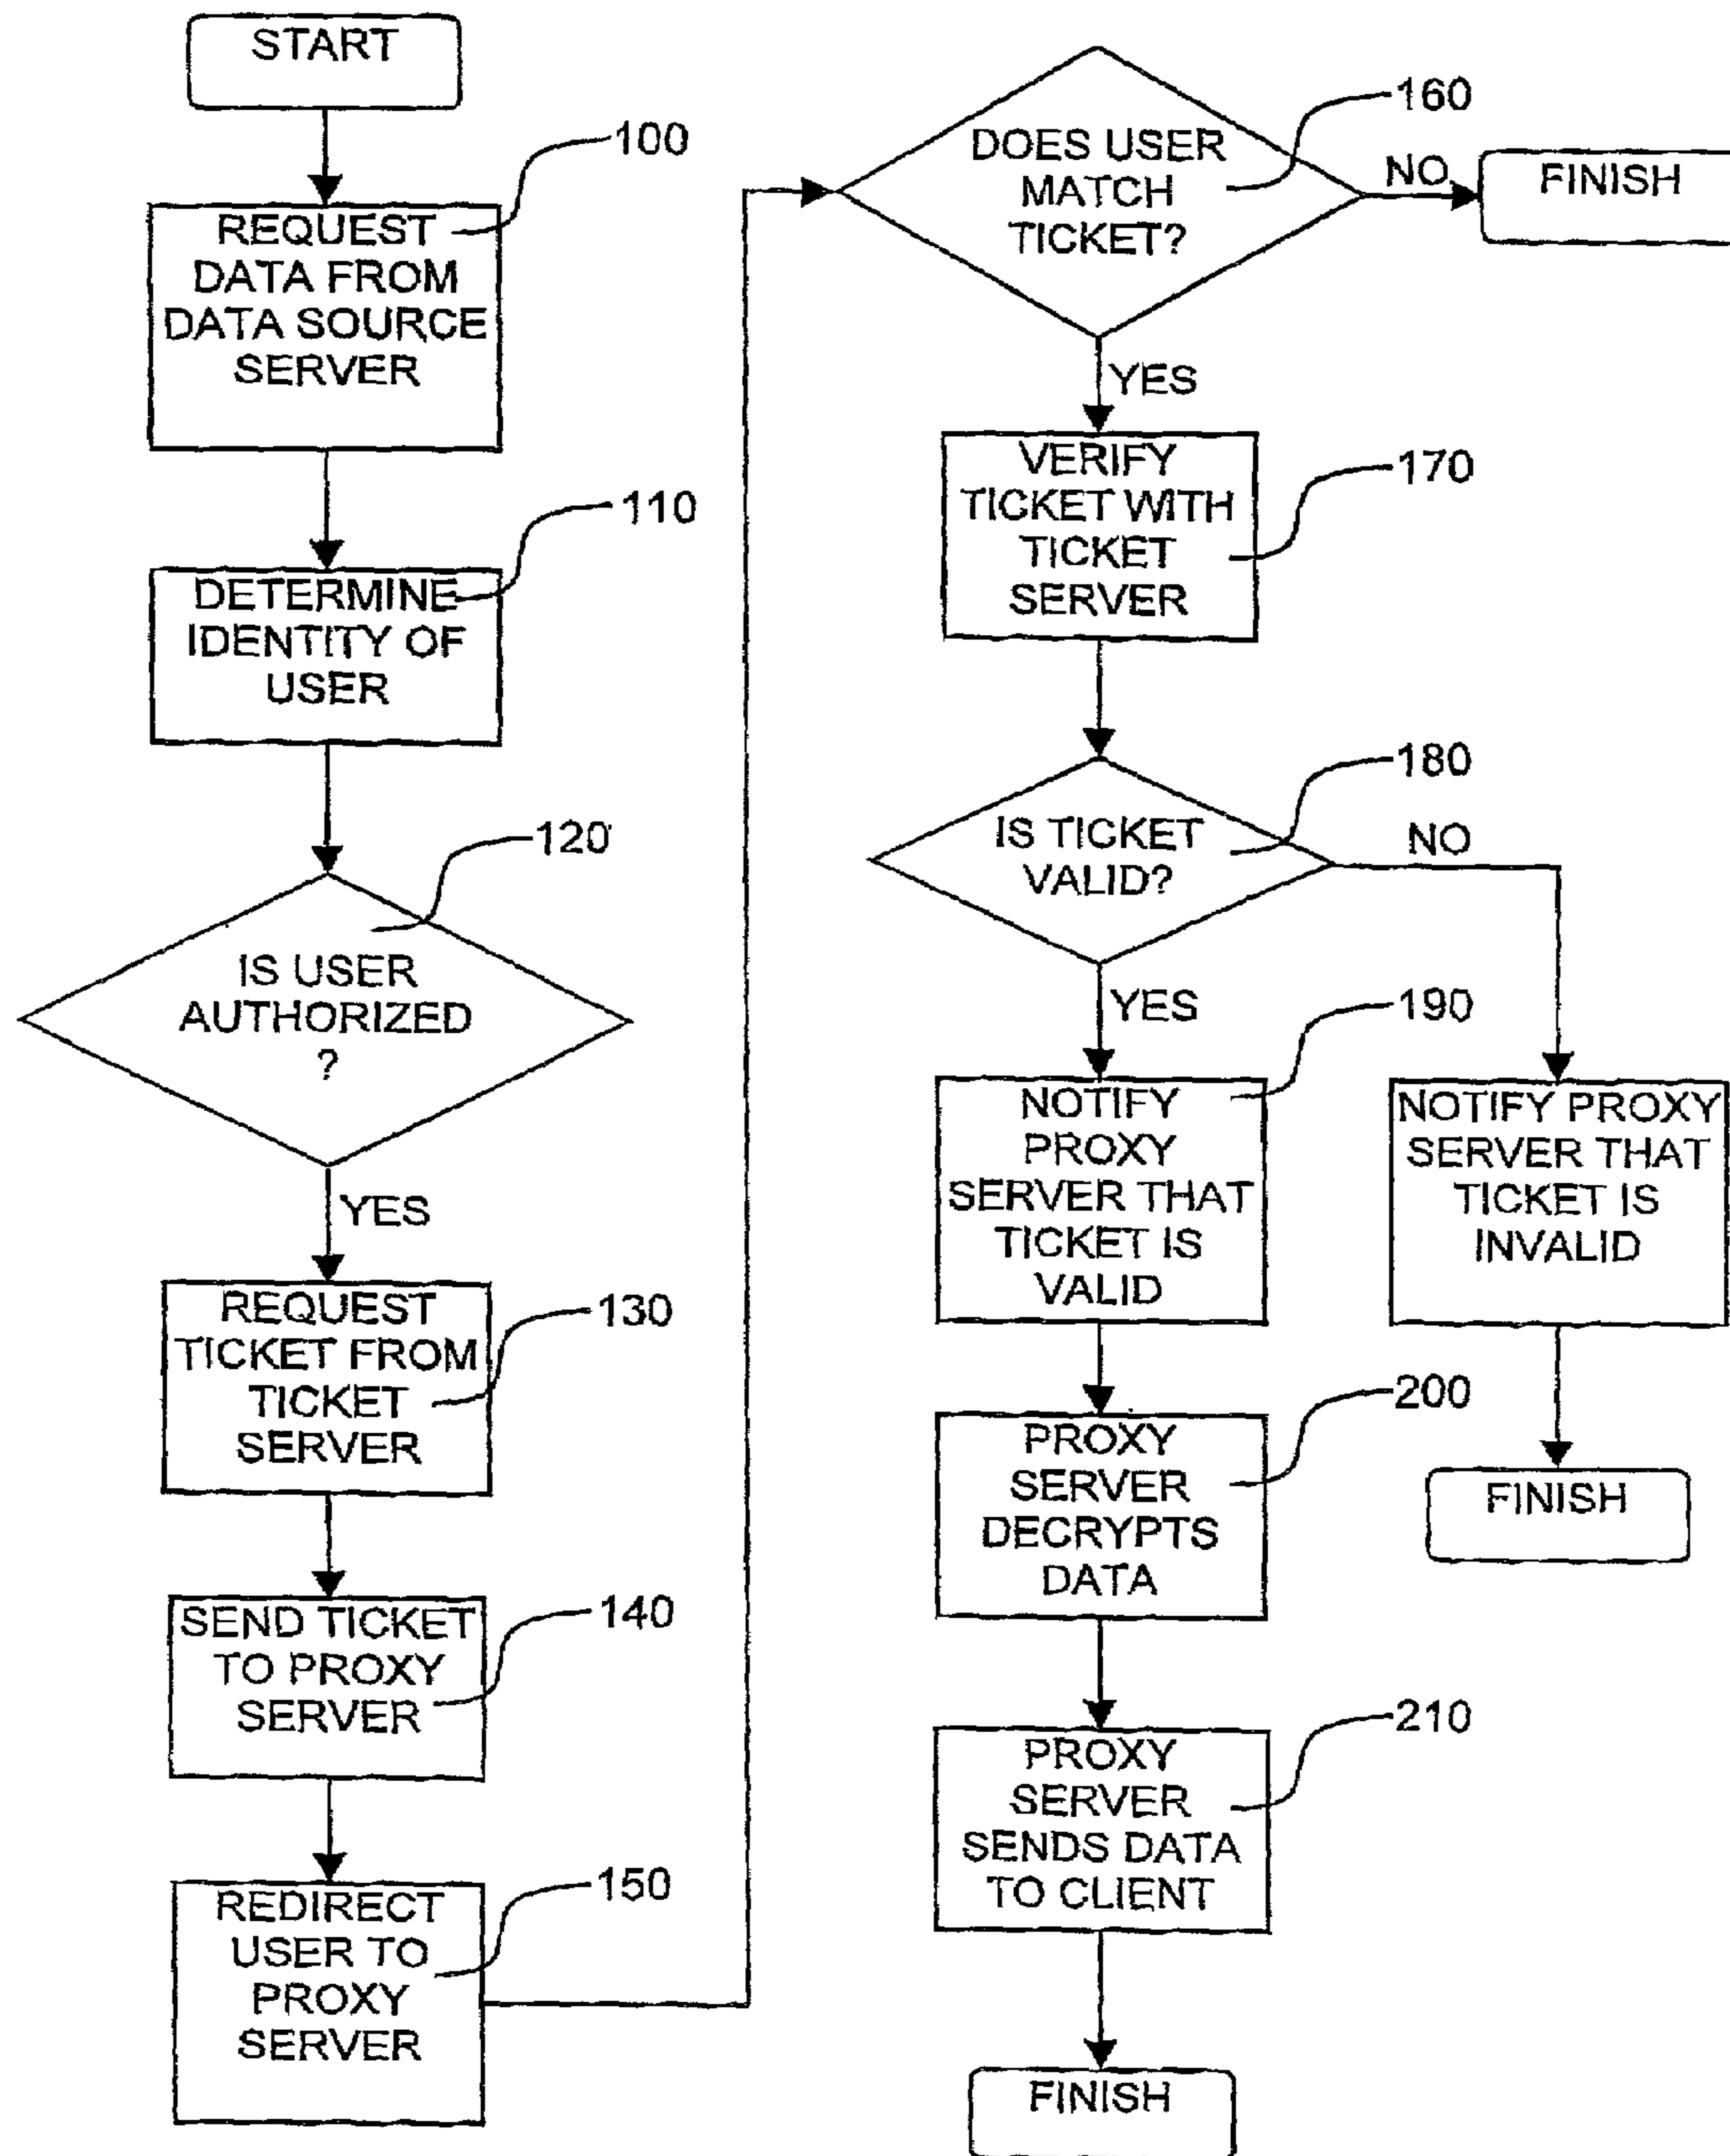 START
100
REQUEST
DATA FROM
DATA SOURCE
SERVER
110
DETERMINE
IDENTITY OF
USER
120
IS USER
AUTHORIZED
?
YES
130
REQUEST
TICKET FROM
TICKET
SERVER
140
SEND TICKET
TO PROXY
SERVER
150
REDIRECT
USER TO
PROXY
SERVER
160
DOES USER
MATCH
TICKET?
NO
FINISH
YES
170
VERIFY
TICKET WITH
TICKET
SERVER
180
IS TICKET
VALID?
NO
YES
190
NOTIFY
PROXY
SERVER THAT
TICKET IS
VALID
NOTIFY PROXY
SERVER THAT
TICKET IS
INVALID
200
PROXY
SERVER
DECRYPTS
DATA
FINISH
210
PROXY
SERVER
SENDS DATA
TO CLIENT
FINISH